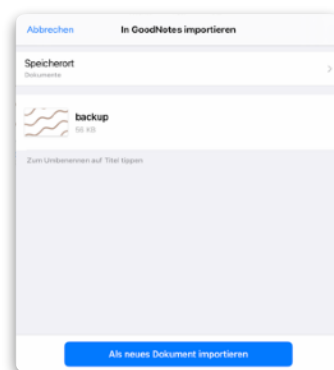 Abbrechen In GoodNotes importieren
Speicherort
Dokumente
backup
55 KB
Zum Umbenennen auf Titel tippen
Als neues Dokument importieren